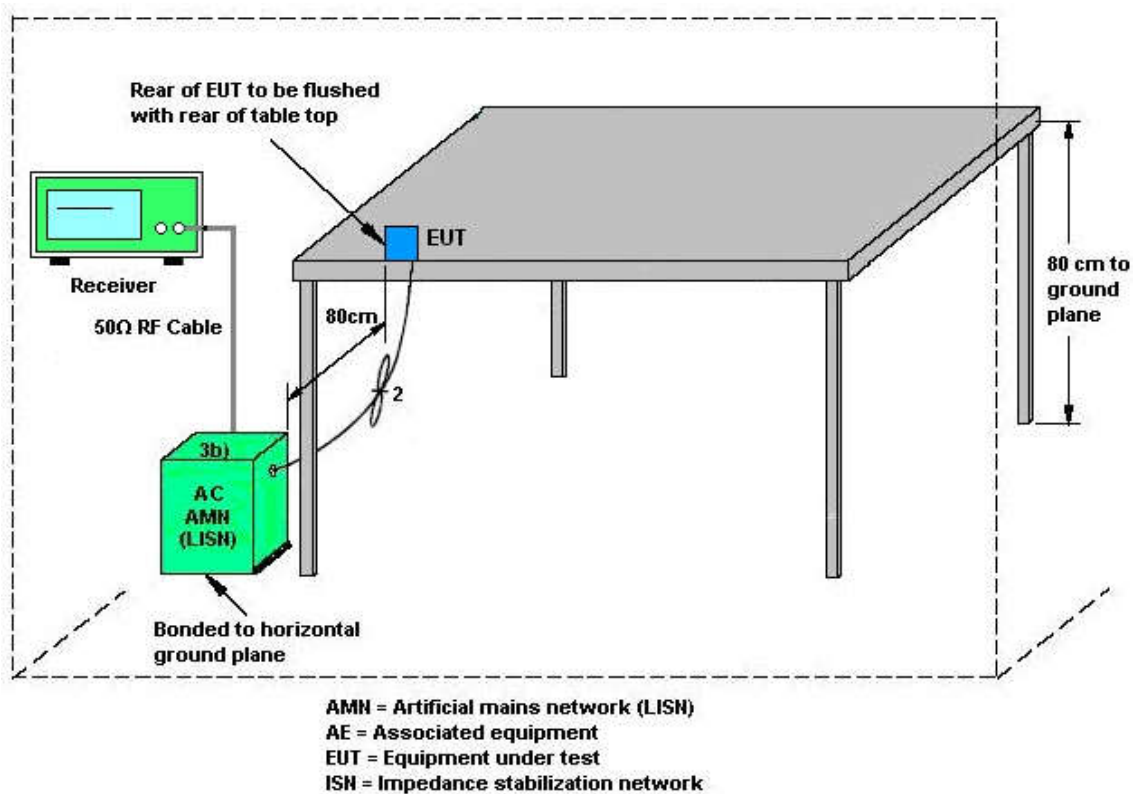 Rear of EUT to be flushed
with rear of table top
EUT
Receiver
50Ω RF Cable
80cm
80 cm to
ground
plane
2
3b)
AC
AMN
(LISN)
Bonded to horizontal
ground plane
AMN = Artificial mains network (LISN)
AE = Associated equipment
EUT = Equipment under test
ISN = Impedance stabilization network